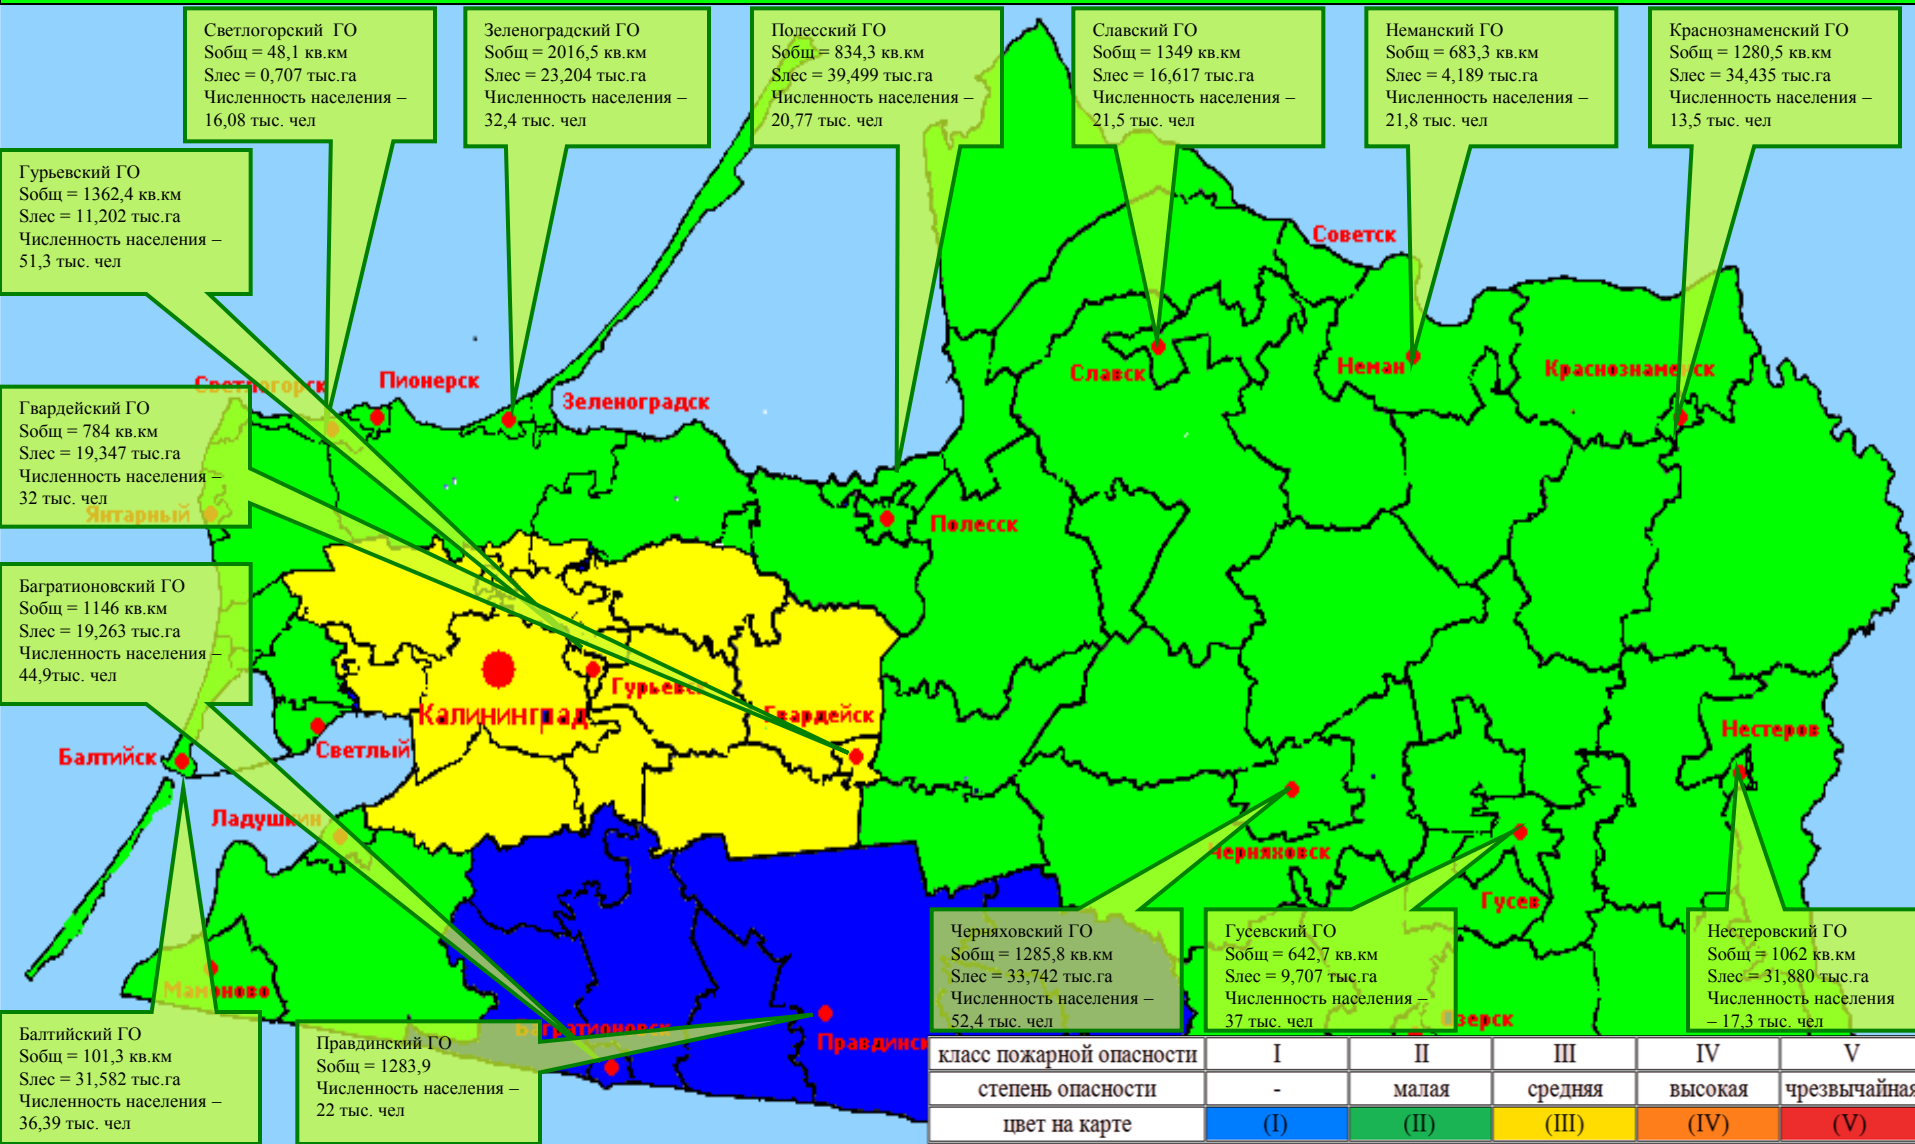 Светлогорский ГО
Sобщ = 48,1 кв.км
Sлес = 0,707 тыс.га
Численность населения –
16,08 тыс. чел
Зеленоградский ГО
Sобщ = 2016,5 кв.км
Sлес = 23,204 тыс.га
Численность населения –
32,4 тыс. чел
Полесский ГО
Sобщ = 834,3 кв.км
Sлес = 39,499 тыс.га
Численность населения –
20,77 тыс. чел
Славский ГО
Sобщ = 1349 кв.км
Sлес = 16,617 тыс.га
Численность населения –
21,5 тыс. чел
Неманский ГО
Sобщ = 683,3 кв.км
Sлес = 4,189 тыс.га
Численность населения –
21,8 тыс. чел
Краснознаменский ГО
Sобщ = 1280,5 кв.км
Sлес = 34,435 тыс.га
Численность населения –
13,5 тыс. чел
Гурьевский ГО
Sобщ = 1362,4 кв.км
Sлес = 11,202 тыс.га
Численность населения –
51,3 тыс. чел
Советск
Светлогорск
Пионерск
Зеленоградск
Славск
Неман
Краснознаменск
Гвардейский ГО
Sобщ = 784 кв.км
Sлес = 19,347 тыс.га
Численность населения –
32 тыс. чел
Янтарный
Полесск
Багратионовский ГО
Sобщ = 1146 кв.км
Sлес = 19,263 тыс.га
Численность населения –
44,9тыс. чел
Гурьевск
Калининград
Гвардейск
Нестеров
Балтийск
Светлый
Ладушкин
Черняховск
Гусев
Мамоново
Черняховский ГО
Sобщ = 1285,8 кв.км
Sлес = 33,742 тыс.га
Численность населения –
52,4 тыс. чел
Гусевский ГО
Sобщ = 642,7 кв.км
Sлес = 9,707 тыс.га
Численность населения –
37 тыс. чел
Нестеровский ГО
Sобщ = 1062 кв.км
Sлес = 31,880 тыс.га
Численность населения
– 17,3 тыс. чел
Балтийский ГО
Sобщ = 101,3 кв.км
Sлес = 31,582 тыс.га
Численность населения –
36,39 тыс. чел
Багратионовск
Правдинский ГО
Sобщ = 1283,9
Численность населения –
22 тыс. чел
Правдинск
зерск
класс пожарной опасности I II III IV V
степень опасности - малая средняя высокая чрезвычайная
цвет на карте (I) (II) (III) (IV) (V)